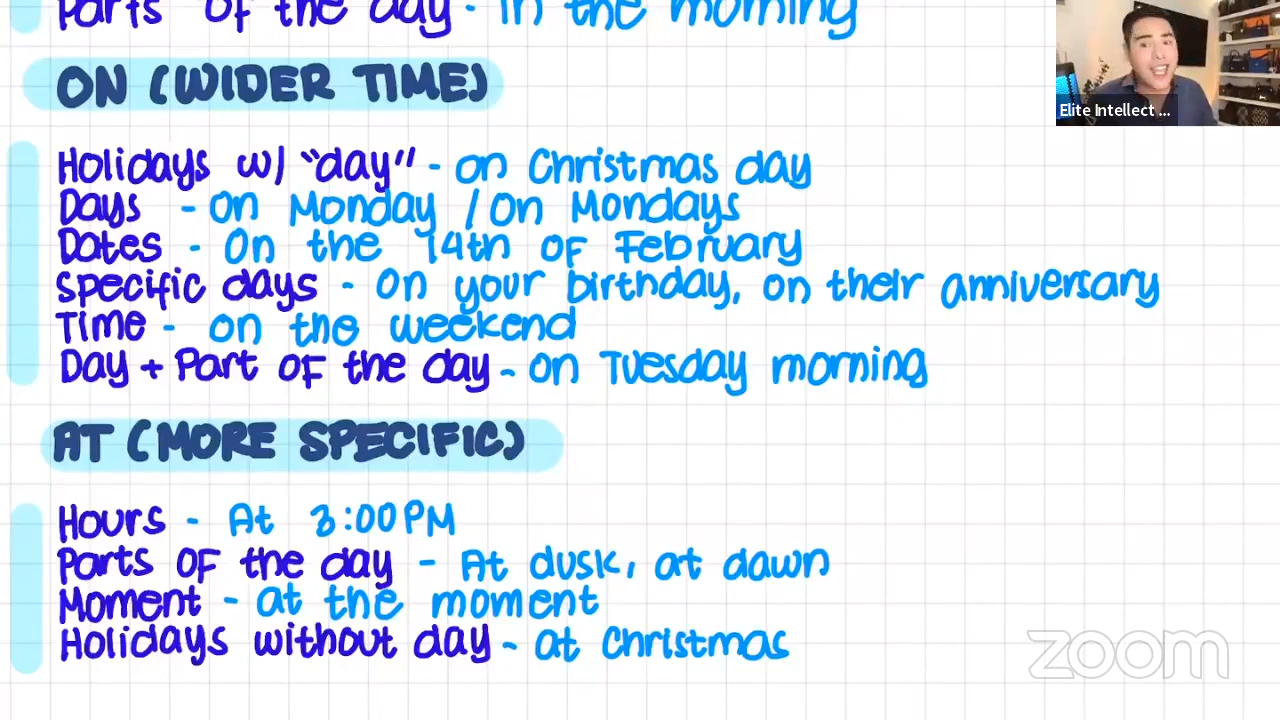 Parts of the day - in the morning
ON (WIDER TIME)
Holidays w/ "day" - on Christmas day
Days - On Monday / On Mondays
Dates - On the 14th of February
Specific days - On your birthday, on their anniversary
Time - on the weekend
Day + Part of the day - on Tuesday morning
AT (MORE SPECIFIC)
Hours - At 3:00PM
Parts of the day - At dusk, at dawn
Moment - at the moment
Holidays without day - at Christmas
Elite Intellect ...
zoom